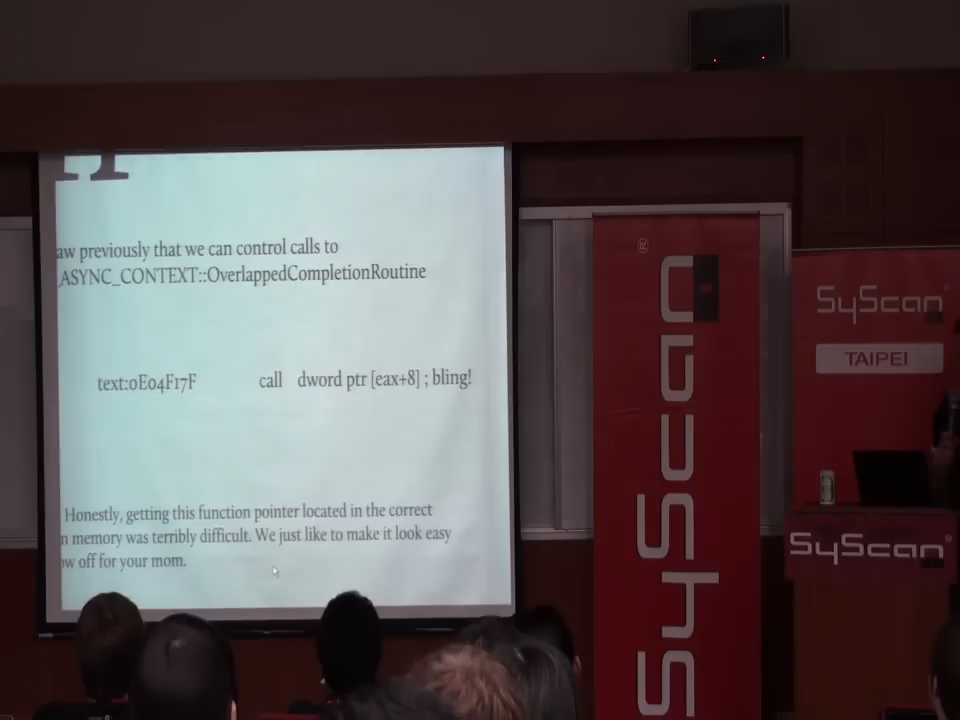 aw previously that we can control calls to
ASYNC_CONTEXT::OverlappedCompletionRoutine
text:0E04F17F call dword ptr [eax+8] ; bling!
Honestly, getting this function pointer located in the correct
n memory was terribly difficult. We just like to make it look easy
ow off for your mom.
SyScan®
SyScan
TAIPEI
SyScan®